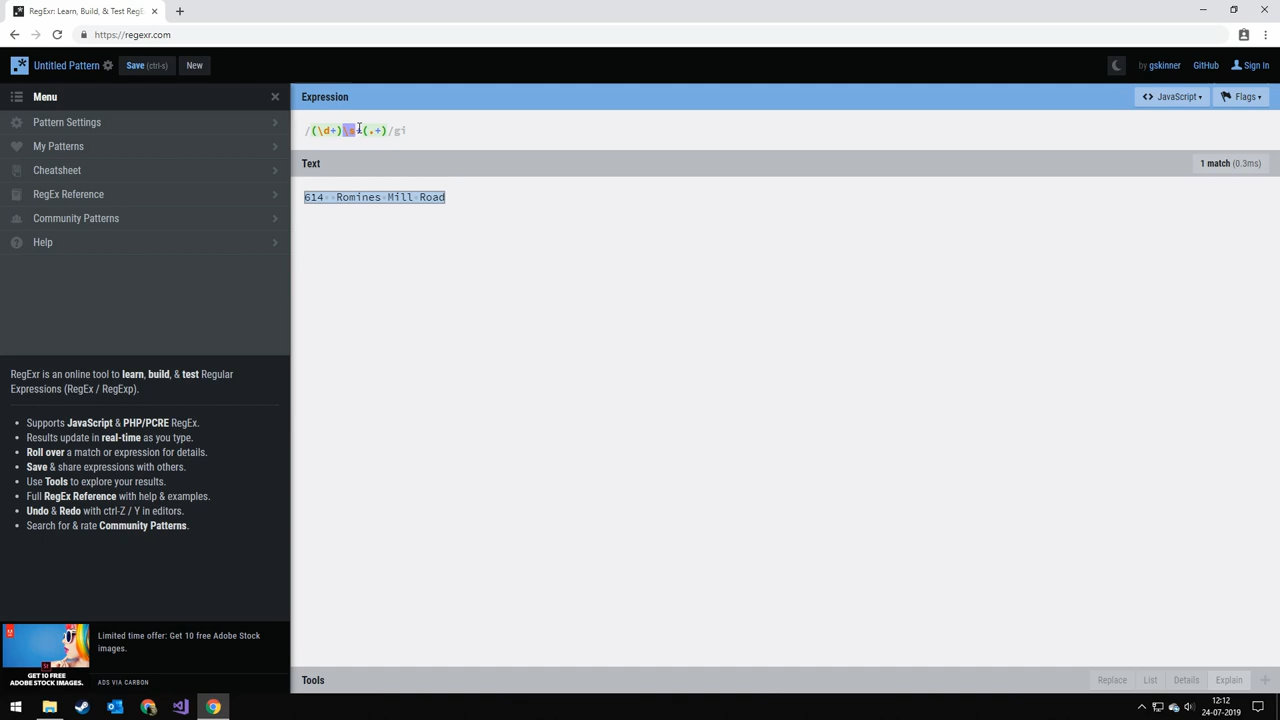 RegExr: Learn, Build, & Test RegE
https://regexr.com
Untitled Pattern
Save (ctrl-s)
New
by gskinner
GitHub
Sign In
Menu
Expression
JavaScript
Flags
Pattern Settings
/(\d+)\s+(.+)/gi
My Patterns
Text
1 match (0.3ms)
Cheatsheet
RegEx Reference
614  Romines Mill Road
Community Patterns
Help
RegExr is an online tool to learn, build, & test Regular
Expressions (RegEx / RegExp).
Supports JavaScript & PHP/PCRE RegEx.
Results update in real-time as you type.
Roll over a match or expression for details.
Save & share expressions with others.
Use Tools to explore your results.
Full RegEx Reference with help & examples.
Undo & Redo with ctrl-Z / Y in editors.
Search for & rate Community Patterns.
Limited time offer: Get 10 free Adobe Stock
images.
GET 10 FREE
ADOBE STOCK IMAGES.
ADS VIA CARBON
Tools
Replace
List
Details
Explain
12:12
24-07-2019